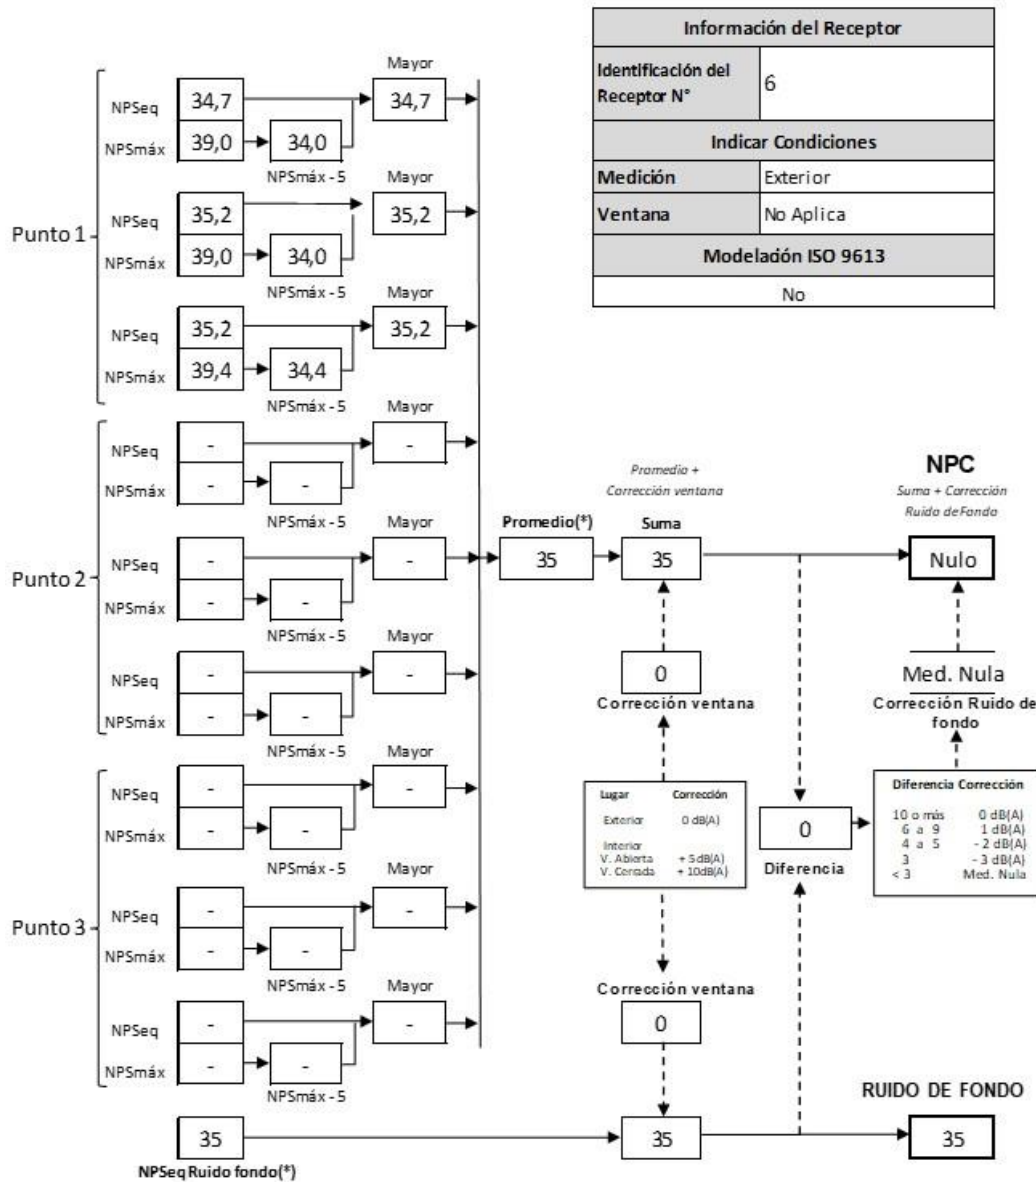 Información del Receptor
Identificación del Receptor N° 6
Indicar Condiciones
Medición Exterior
Ventana No Aplica
Modelación ISO 9613
No
Punto 1
Mayor
NPSeq 34,7 34,7
NPSmáx 39,0 34,0
NPSmáx - 5 Mayor
NPSeq 35,2 35,2
NPSmáx 39,0 34,0
NPSmáx - 5 Mayor
NPSeq 35,2 35,2
NPSmáx 39,4 34,4
NPSmáx - 5 Mayor
Punto 2
NPSeq - -
NPSmáx - -
NPSmáx - 5 Mayor
NPSeq - -
NPSmáx - -
NPSmáx - 5 Mayor
NPSeq - -
NPSmáx - -
NPSmáx - 5 Mayor
Punto 3
NPSeq - -
NPSmáx - -
NPSmáx - 5 Mayor
NPSeq - -
NPSmáx - -
NPSmáx - 5 Mayor
NPSeq - -
NPSmáx - -
NPSmáx - 5
35
NPSeq Ruido fondo(*)
Promedio(*)
35
Promedio +
Corrección ventana
Suma
35
0
Corrección ventana
Lugar Corrección
Exterior 0 dB(A)
Interior
V. Abierta + 5dB(A)
V. Cerrada + 10dB(A)
Corrección ventana
0
35
0
Diferencia
NPC
Suma + Corrección
Ruido de Fondo
Nulo
Med. Nula
Corrección Ruido de
fondo
Diferencia Corrección
10 o más 0 dB(A)
6 a 9 1 dB(A)
4 a 5 - 2 dB(A)
3 - 3 dB(A)
< 3 Med. Nula
RUIDO DE FONDO
35